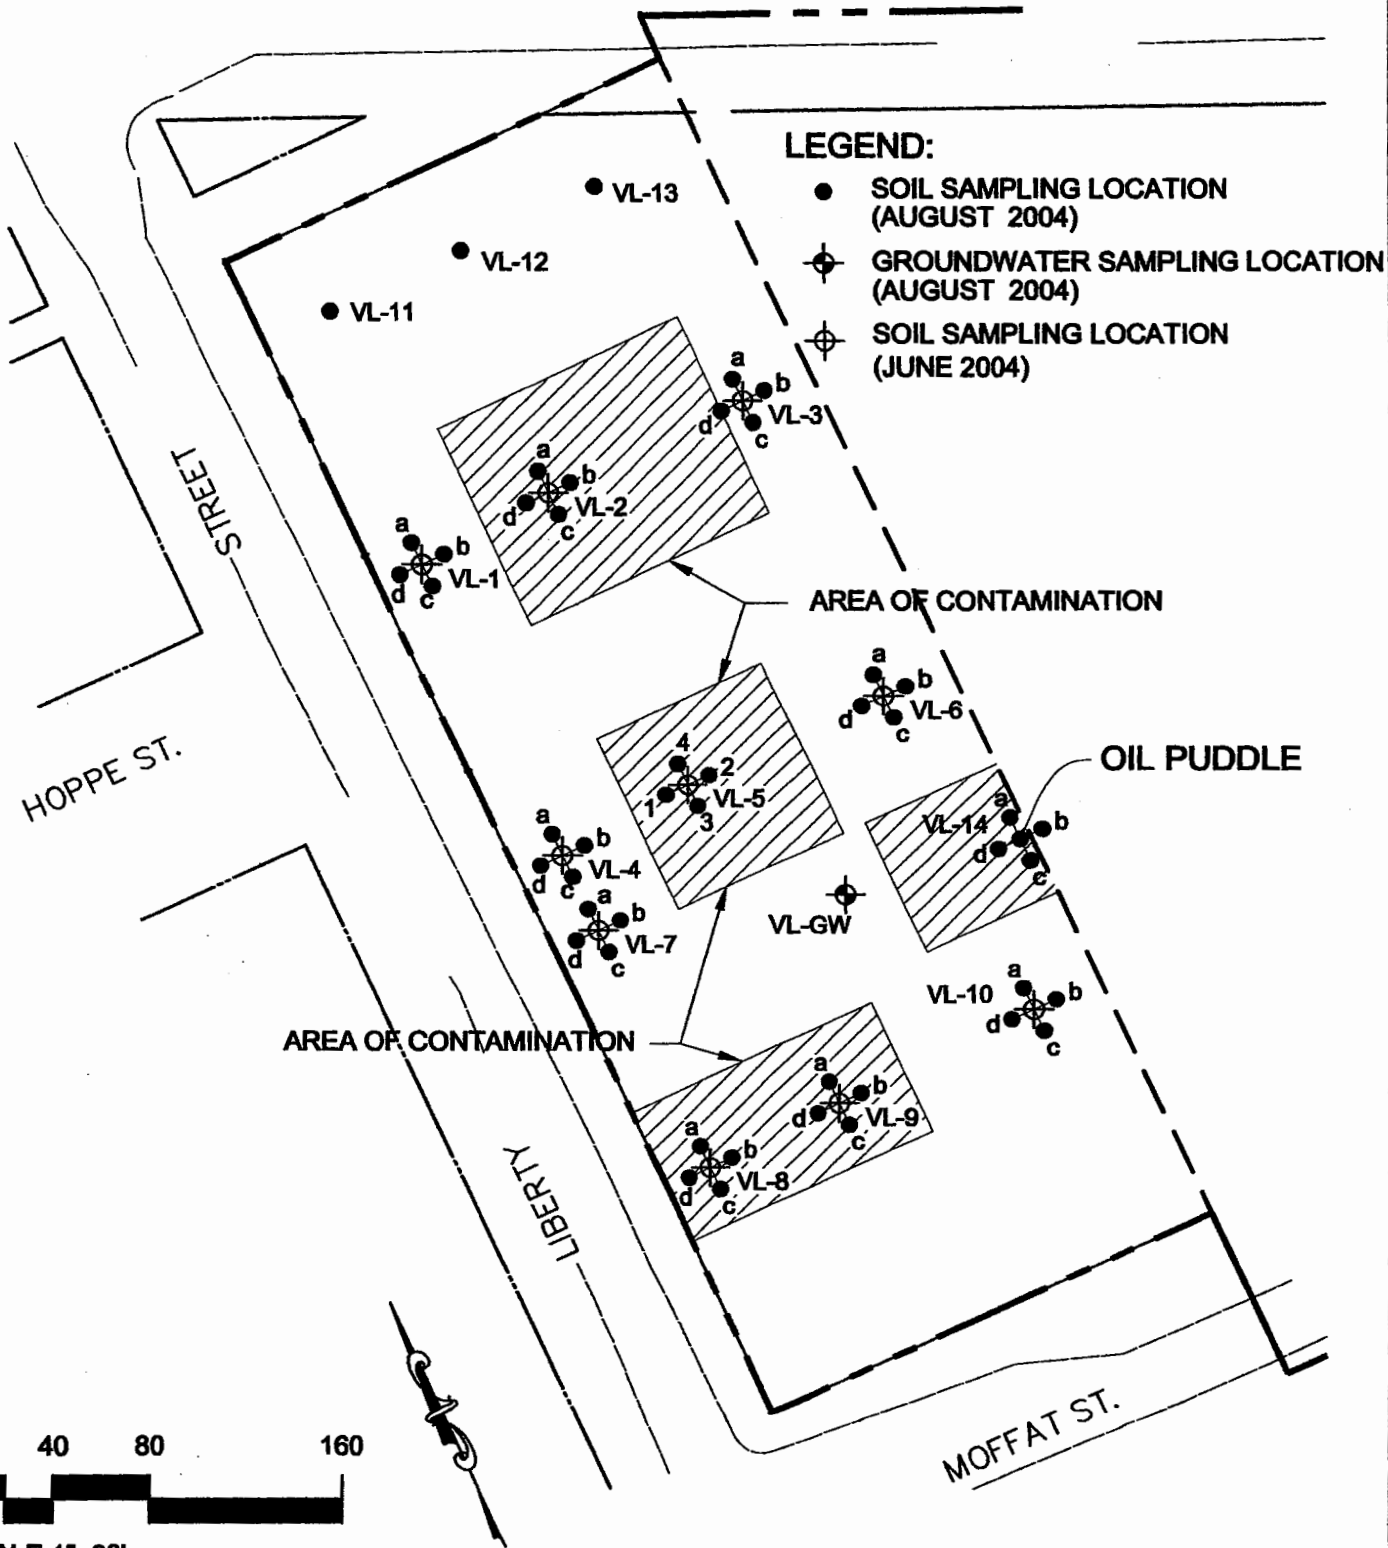 LEGEND:
SOIL SAMPLING LOCATION
(AUGUST 2004)
GROUNDWATER SAMPLING LOCATION
(AUGUST 2004)
SOIL SAMPLING LOCATION
(JUNE 2004)
VL-13
VL-12
VL-11
a
b
VL-3
d
c
a
b
VL-2
d
c
a
b
VL-1
d
c
STREET
AREA OF CONTAMINATION
a
b
VL-6
d
c
HOPPE ST.
4
2
VL-5
1
3
OIL PUDDLE
a
VL-14
b
d
c
a
b
VL-4
d
c
a
b
VL-7
d
c
VL-GW
a
VL-10
b
d
c
AREA OF CONTAMINATION
a
b
VL-9
d
c
a
b
VL-8
d
c
LIBERTY
MOFFAT ST.
40 80 160